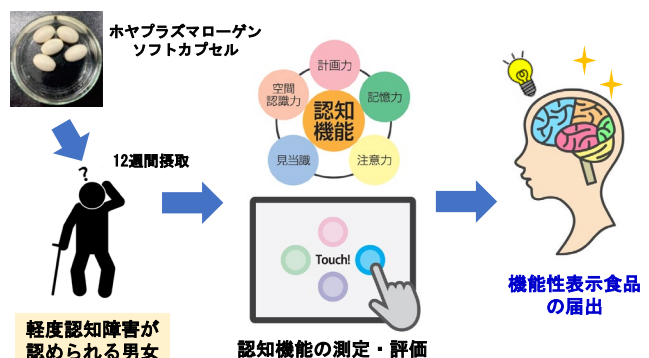 ホヤプラズマローゲン
ソフトカプセル
計画力
空間
認識力
記憶力
認知
機能
見当識
注意力
12週間摂取
?
Touch!
機能性表示食品
の届出
軽度認知障害が
認められる男女
認知機能の測定・評価